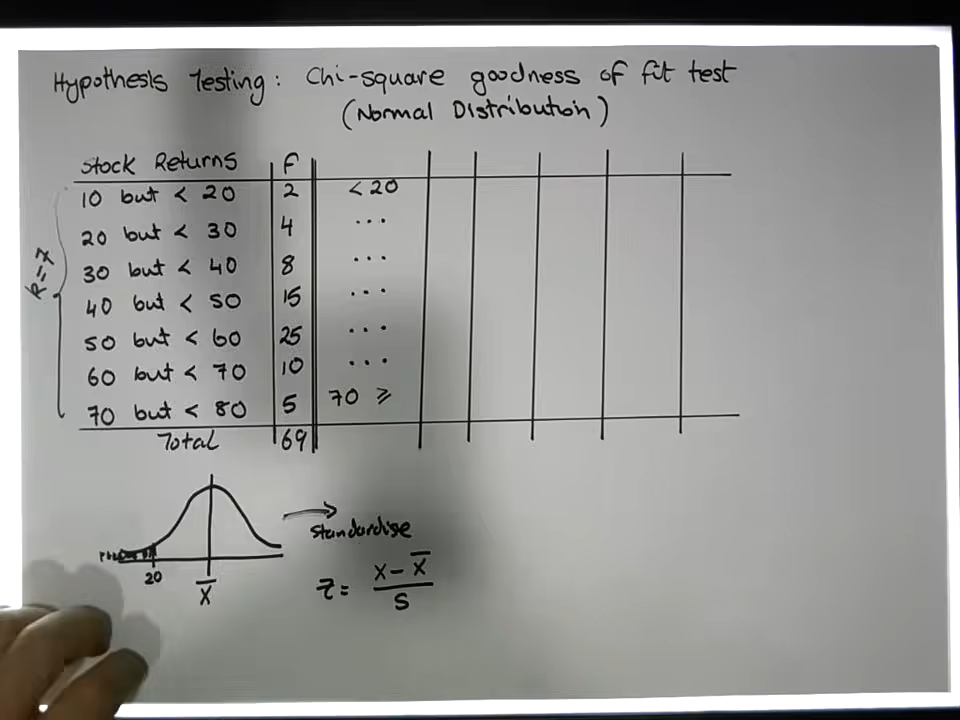 Hypothesis Testing: Chi-square goodness of fit test
(Normal Distribution)
Stock Returns F
10 but < 20 2 < 20
20 but < 30 4 ...
30 but < 40 8 ...
40 but < 50 15 ...
50 but < 60 25 ...
60 but < 70 10 ...
70 but < 80 5 70 ≥
Total 69
k=7
20
x̄
standardise
z = (x - x̄) / s